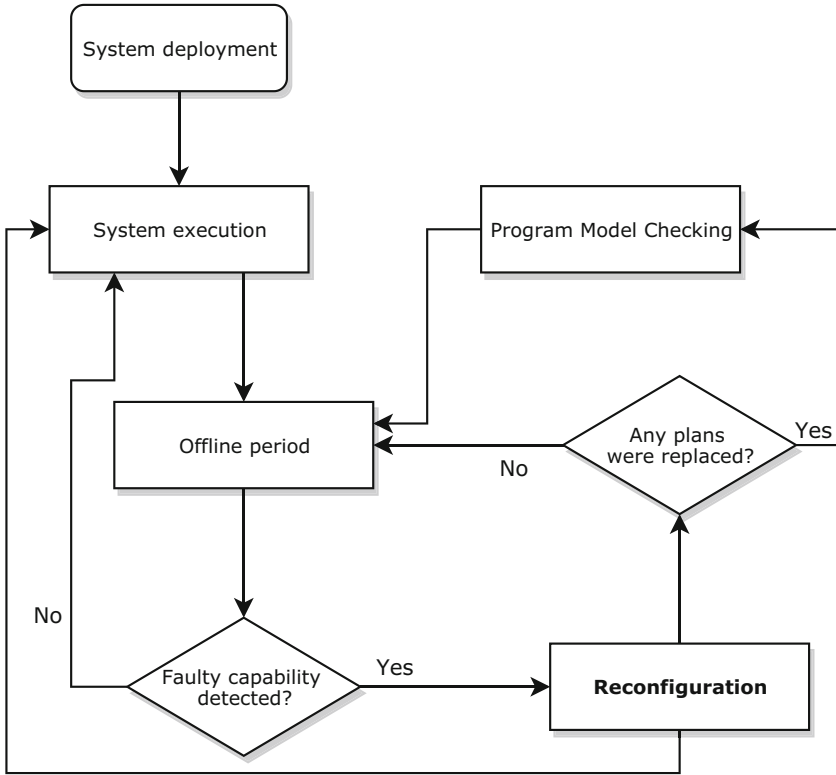 System deployment
System execution
Program Model Checking
Offline period
Any plans
were replaced?
Yes
No
No
Faulty capability
detected?
Yes
Reconfiguration